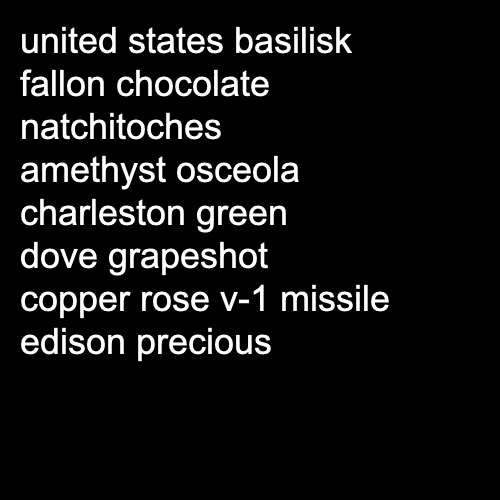 united states basilisk
fallon chocolate
natchitoches
amethyst osceola
charleston green
dove grapeshot
copper rose v-1 missile
edison precious